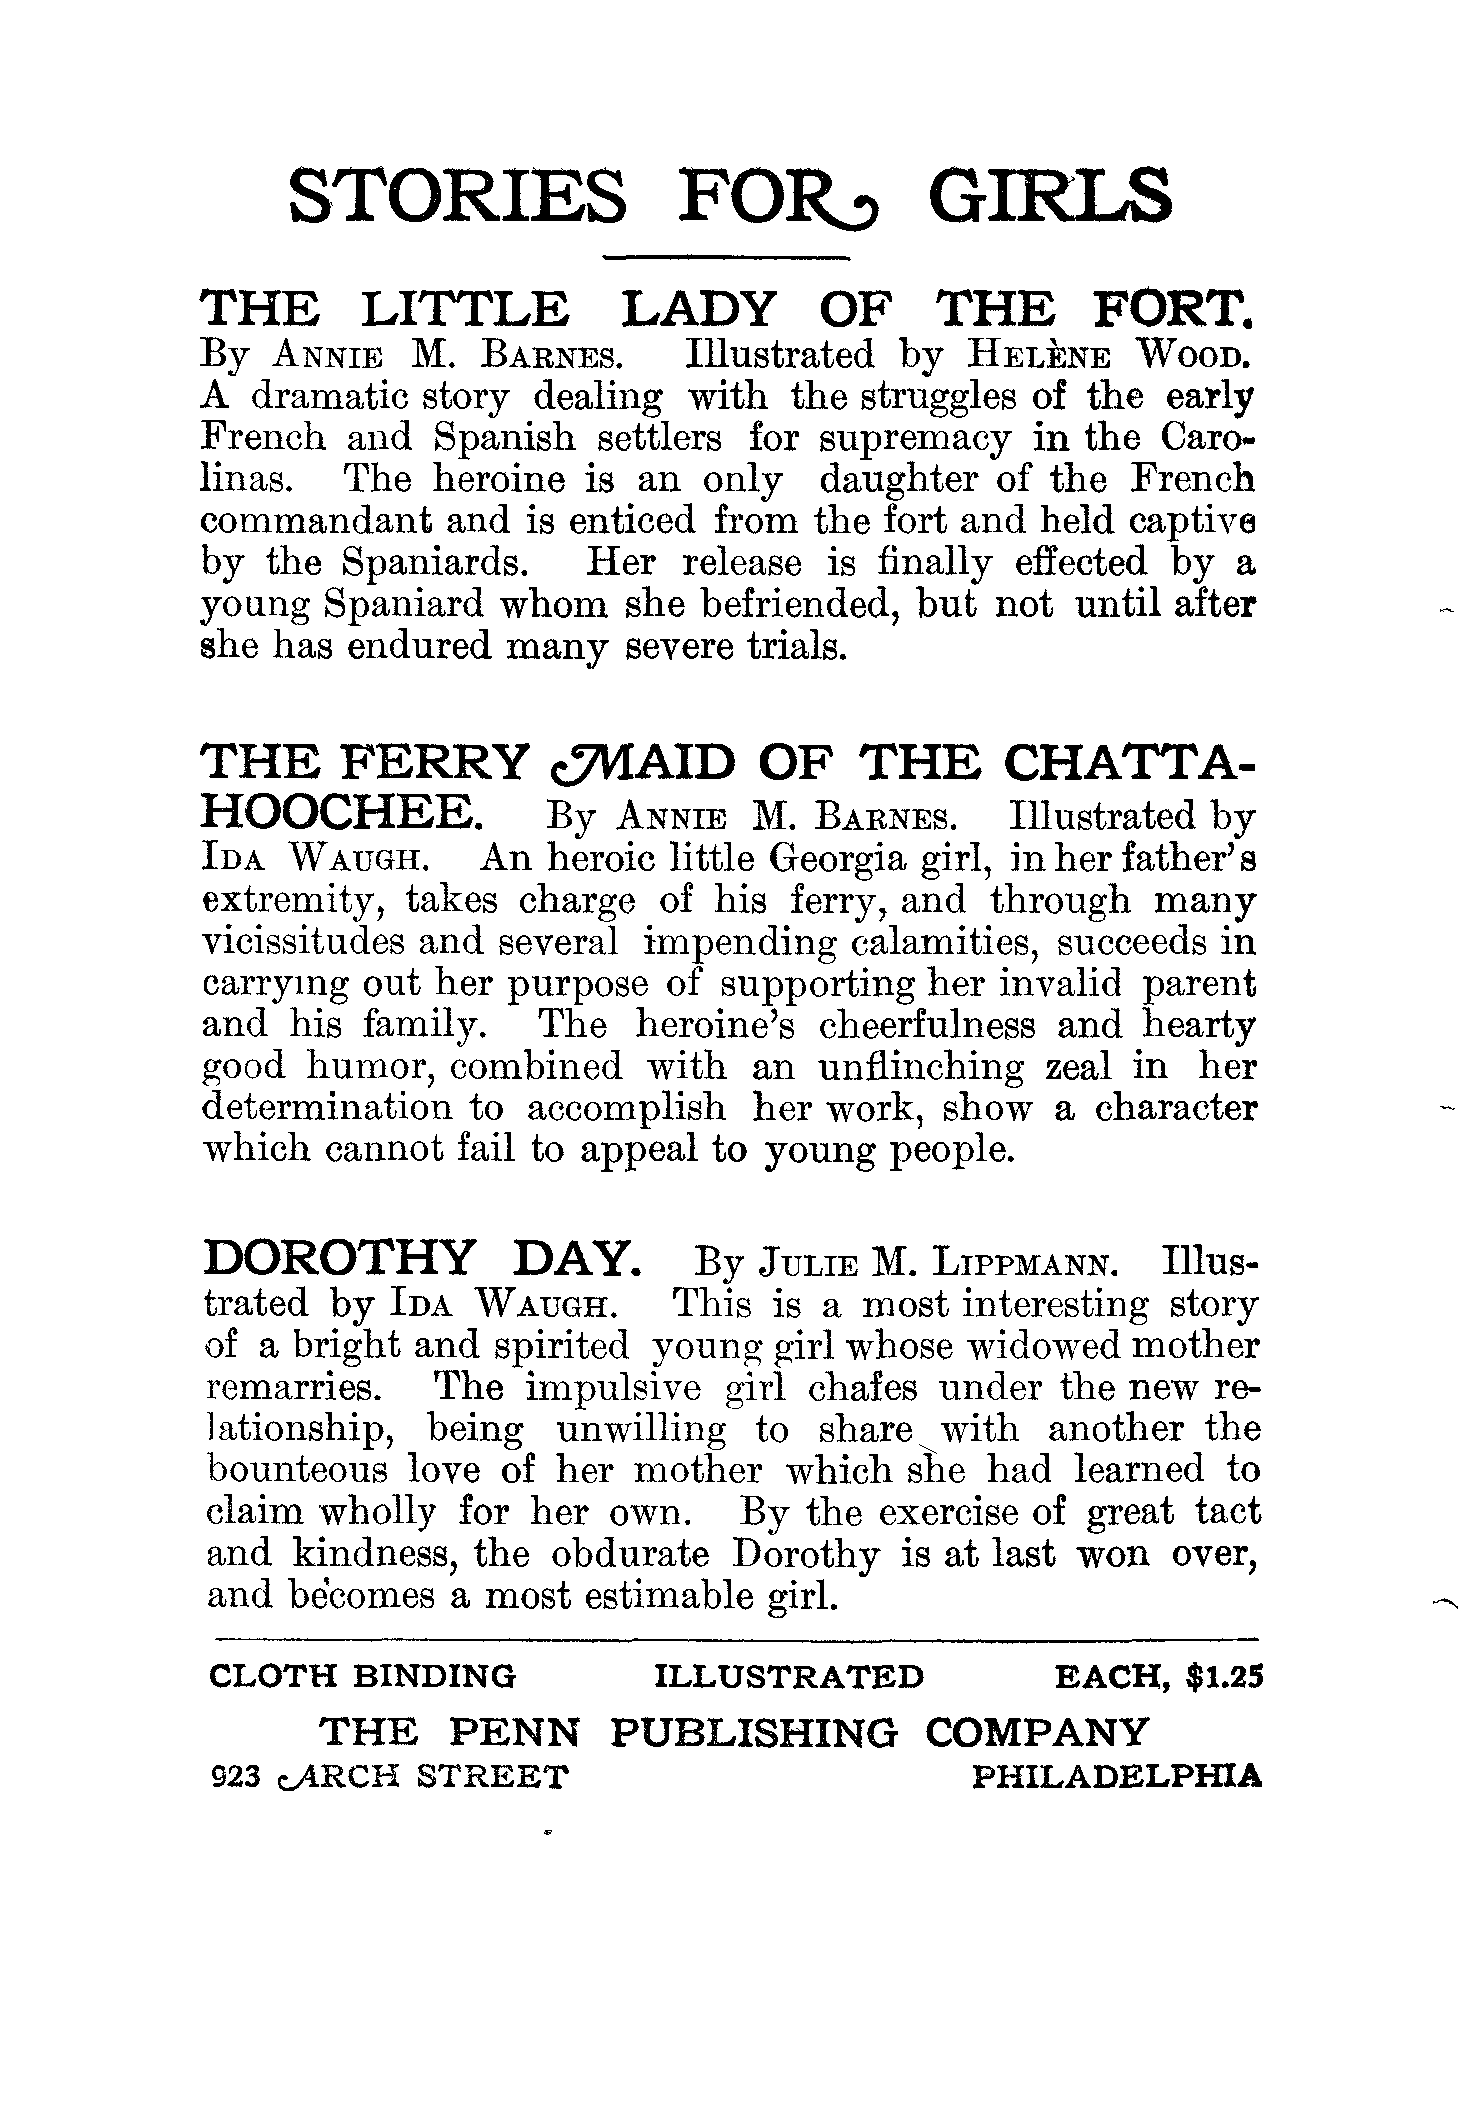 STORIES FOR GIRLS
THE LITTLE LADY OF THE FORT.
By ANNIE M. BARNES. Illustrated by HELÈNE WOOD.
A dramatic story dealing with the struggles of the early
French and Spanish settlers for supremacy in the Caro-
linas. The heroine is an only daughter of the French
commandant and is enticed from the fort and held captive
by the Spaniards. Her release is finally effected by a
young Spaniard whom she befriended, but not until after
she has endured many severe trials.
THE FERRY MAID OF THE CHATTA-
HOOCHEE. By ANNIE M. BARNES. Illustrated by
IDA WAUGH. An heroic little Georgia girl, in her father's
extremity, takes charge of his ferry, and through many
vicissitudes and several impending calamities, succeeds in
carrying out her purpose of supporting her invalid parent
and his family. The heroine's cheerfulness and hearty
good humor, combined with an unflinching zeal in her
determination to accomplish her work, show a character
which cannot fail to appeal to young people.
DOROTHY DAY. By JULIE M. LIPPMANN. Illus-
trated by IDA WAUGH. This is a most interesting story
of a bright and spirited young girl whose widowed mother
remarries. The impulsive girl chafes under the new re-
lationship, being unwilling to share with another the
bounteous love of her mother which she had learned to
claim wholly for her own. By the exercise of great tact
and kindness, the obdurate Dorothy is at last won over,
and becomes a most estimable girl.
CLOTH BINDING ILLUSTRATED EACH, $1.25
THE PENN PUBLISHING COMPANY
923 ARCH STREET PHILADELPHIA